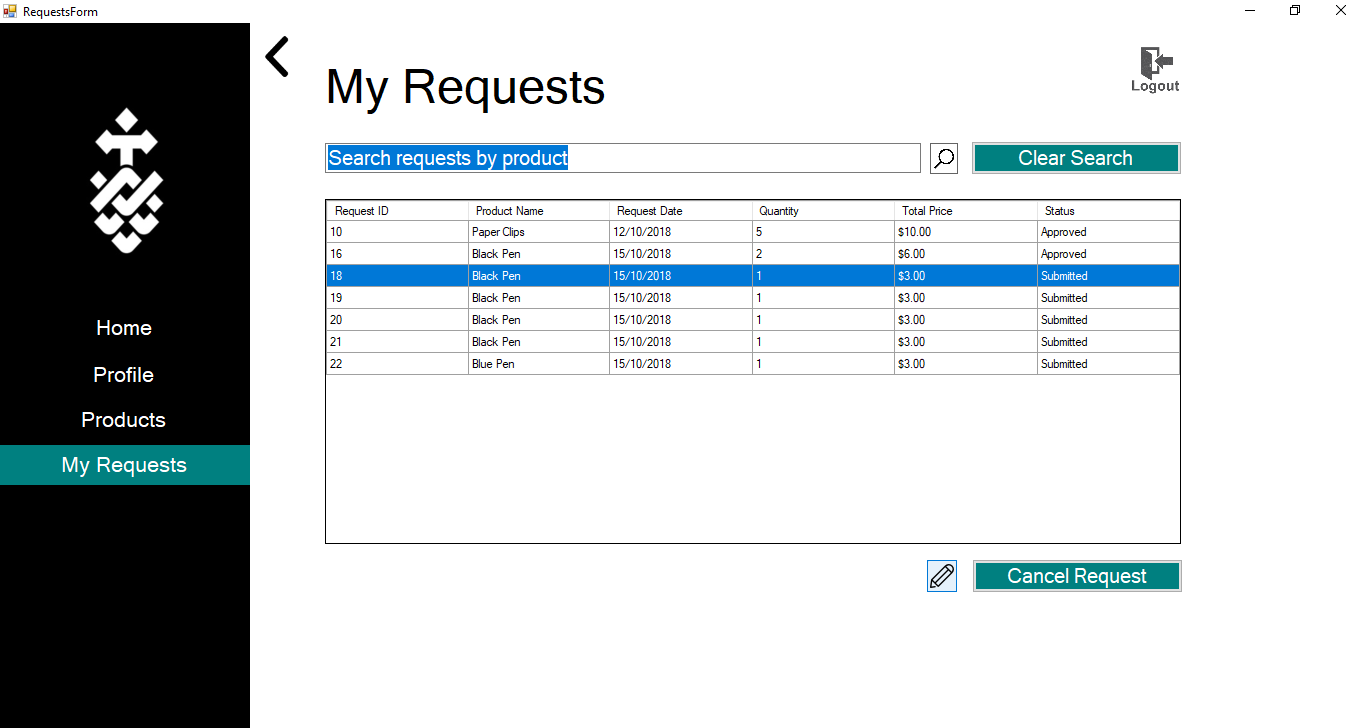 RequestsForm
My Requests
Logout
Search requests by product
Clear Search
Home
Profile
Products
My Requests
Request ID Product Name Request Date Quantity Total Price Status
10 Paper Clips 12/10/2018 5 $10.00 Approved
16 Black Pen 15/10/2018 2 $6.00 Approved
18 Black Pen 15/10/2018 1 $3.00 Submitted
19 Black Pen 15/10/2018 1 $3.00 Submitted
20 Black Pen 15/10/2018 1 $3.00 Submitted
21 Black Pen 15/10/2018 1 $3.00 Submitted
22 Blue Pen 15/10/2018 1 $3.00 Submitted
Cancel Request